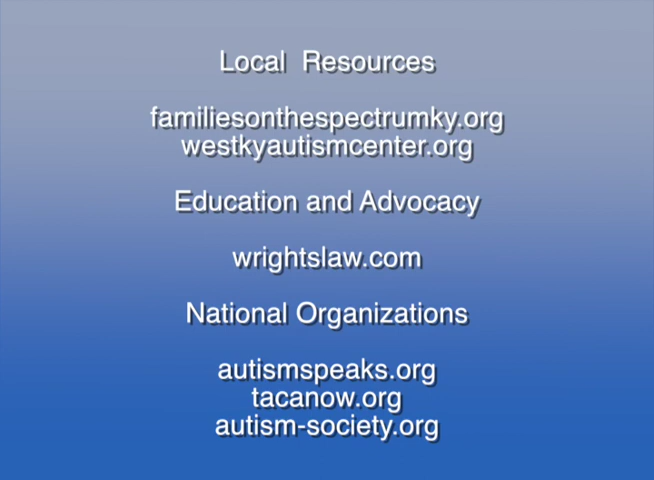 Local Resources
familiesonthespectrumky.org
westkyautismcenter.org
Education and Advocacy
wrightslaw.com
National Organizations
autismspeaks.org
tacanow.org
autism-society.org